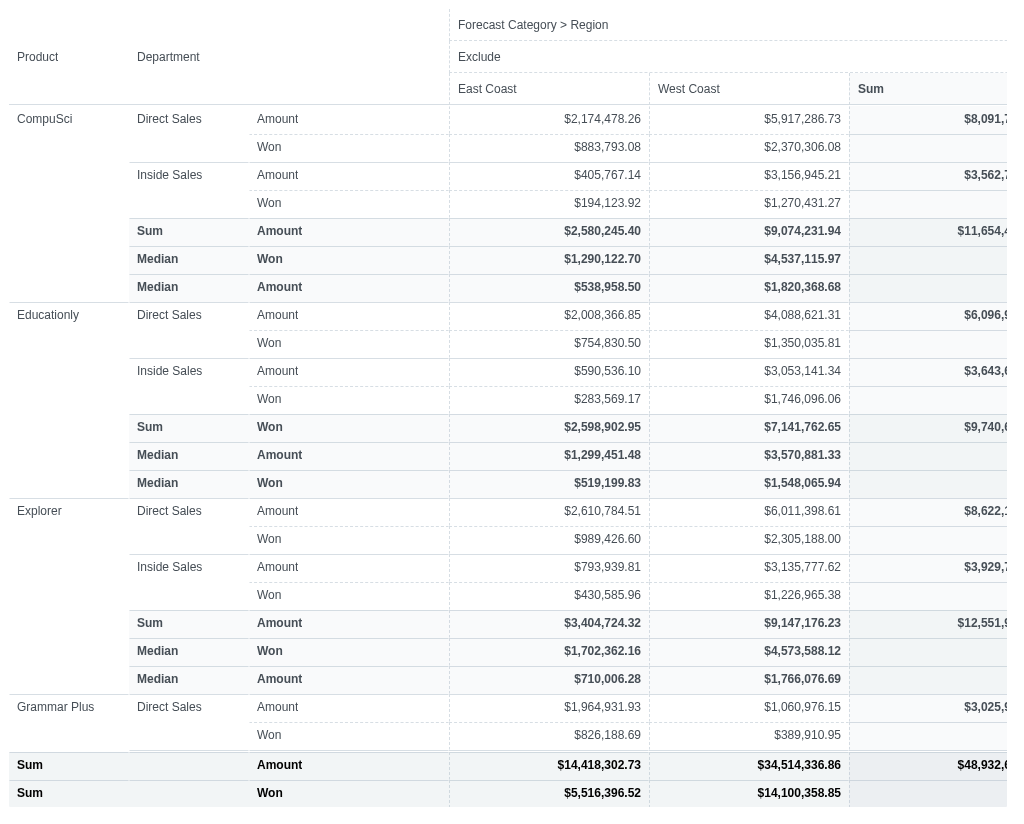 Forecast Category > Region
Product Department Exclude
East Coast West Coast Sum
CompuSci Direct Sales Amount $2,174,478.26 $5,917,286.73 $8,091,7
Won $883,793.08 $2,370,306.08
Inside Sales Amount $405,767.14 $3,156,945.21 $3,562,7
Won $194,123.92 $1,270,431.27
Sum Amount $2,580,245.40 $9,074,231.94 $11,654,4
Median Won $1,290,122.70 $4,537,115.97
Median Amount $538,958.50 $1,820,368.68
Educationly Direct Sales Amount $2,008,366.85 $4,088,621.31 $6,096,9
Won $754,830.50 $1,350,035.81
Inside Sales Amount $590,536.10 $3,053,141.34 $3,643,6
Won $283,569.17 $1,746,096.06
Sum Won $2,598,902.95 $7,141,762.65 $9,740,6
Median Amount $1,299,451.48 $3,570,881.33
Median Won $519,199.83 $1,548,065.94
Explorer Direct Sales Amount $2,610,784.51 $6,011,398.61 $8,622,1
Won $989,426.60 $2,305,188.00
Inside Sales Amount $793,939.81 $3,135,777.62 $3,929,7
Won $430,585.96 $1,226,965.38
Sum Amount $3,404,724.32 $9,147,176.23 $12,551,9
Median Won $1,702,362.16 $4,573,588.12
Median Amount $710,006.28 $1,766,076.69
Grammar Plus Direct Sales Amount $1,964,931.93 $1,060,976.15 $3,025,9
Won $826,188.69 $389,910.95
Sum Amount $14,418,302.73 $34,514,336.86 $48,932,6
Sum Won $5,516,396.52 $14,100,358.85